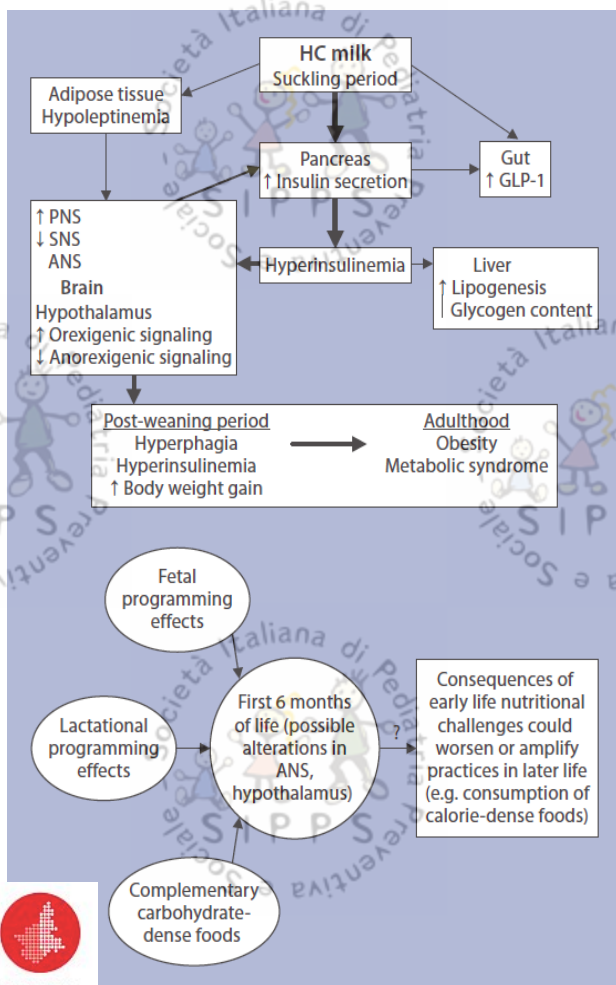 HC milk
Suckling period
Adipose tissue
Hypoleptinemia
Pancreas
↑ Insulin secretion
Gut
↑ GLP-1
↑ PNS
↓ SNS
ANS
Brain
Hypothalamus
↑ Orexigenic signaling
↓ Anorexigenic signaling
Hyperinsulinemia
Liver
↑ Lipogenesis
Glycogen content
Post-weaning period
Hyperphagia
Hyperinsulinemia
↑ Body weight gain
Adulthood
Obesity
Metabolic syndrome
Fetal
programming
effects
Lactational
programming
effects
First 6 months
of life (possible
alterations in
ANS,
hypothalamus)
?
Consequences of
early life nutritional
challenges could
worsen or amplify
practices in later life
(e.g. consumption of
calorie-dense foods)
Complementary
carbohydrate-
dense foods
Società Italiana di Pediatria Preventiva e Sociale
SIPPS